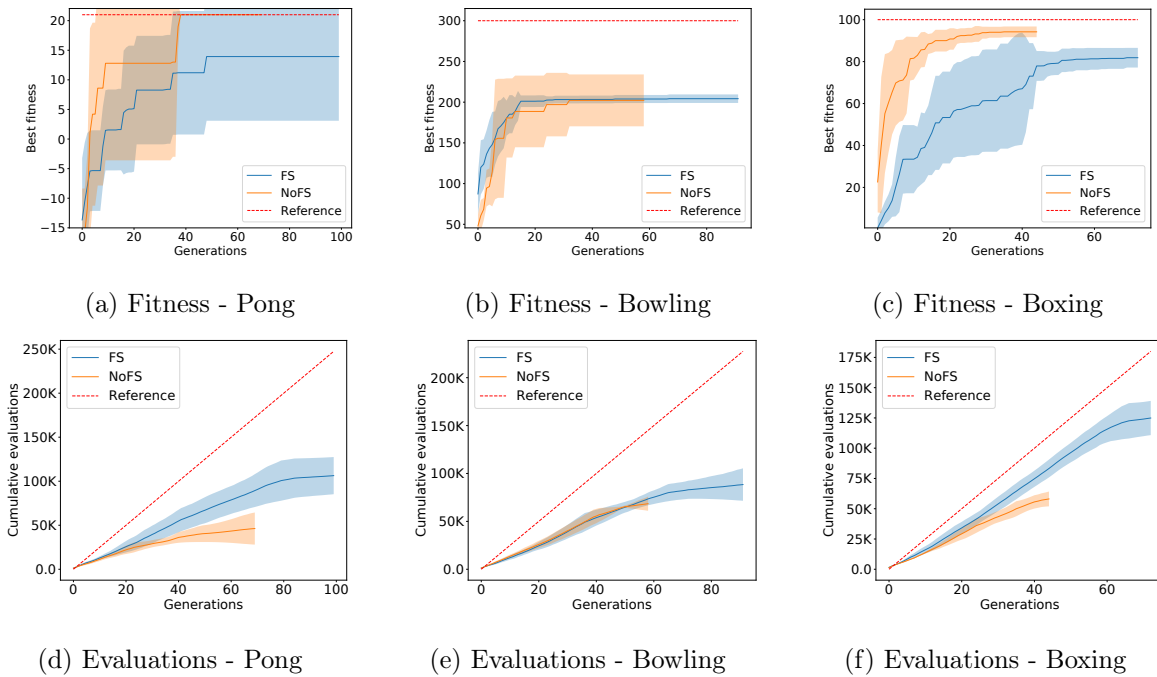 20
15
10
5
0
−5
−10
−15
Best fitness
0
20
40
60
80
100
Generations
FS
NoFS
Reference
(a) Fitness - Pong
300
250
200
150
100
50
Best fitness
0
20
40
60
80
Generations
FS
NoFS
Reference
(b) Fitness - Bowling
100
80
60
40
20
Best fitness
0
20
40
60
Generations
FS
NoFS
Reference
(c) Fitness - Boxing
250K
200K
150K
100K
50K
0.0
Cumulative evaluations
0
20
40
60
80
100
Generations
FS
NoFS
Reference
(d) Evaluations - Pong
200K
150K
100K
50K
0.0
Cumulative evaluations
0
20
40
60
80
Generations
FS
NoFS
Reference
(e) Evaluations - Bowling
175K
150K
125K
100K
75K
50K
25K
0.0
Cumulative evaluations
0
20
40
60
Generations
FS
NoFS
Reference
(f) Evaluations - Boxing